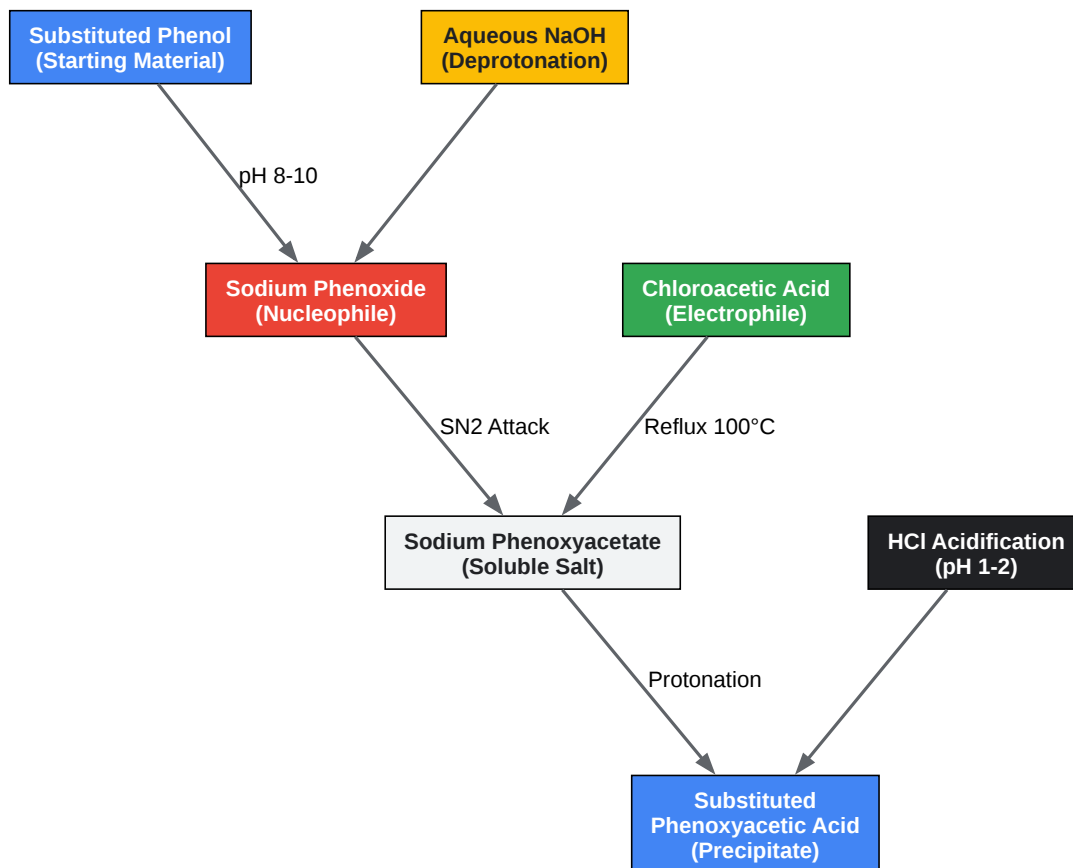 Substituted Phenol
(Starting Material)
Aqueous NaOH
(Deprotonation)
pH 8-10
Sodium Phenoxide
(Nucleophile)
Chloroacetic Acid
(Electrophile)
SN2 Attack
Reflux 100°C
Sodium Phenoxyacetate
(Soluble Salt)
HCl Acidification
(pH 1-2)
Protonation
Substituted
Phenoxyacetic Acid
(Precipitate)